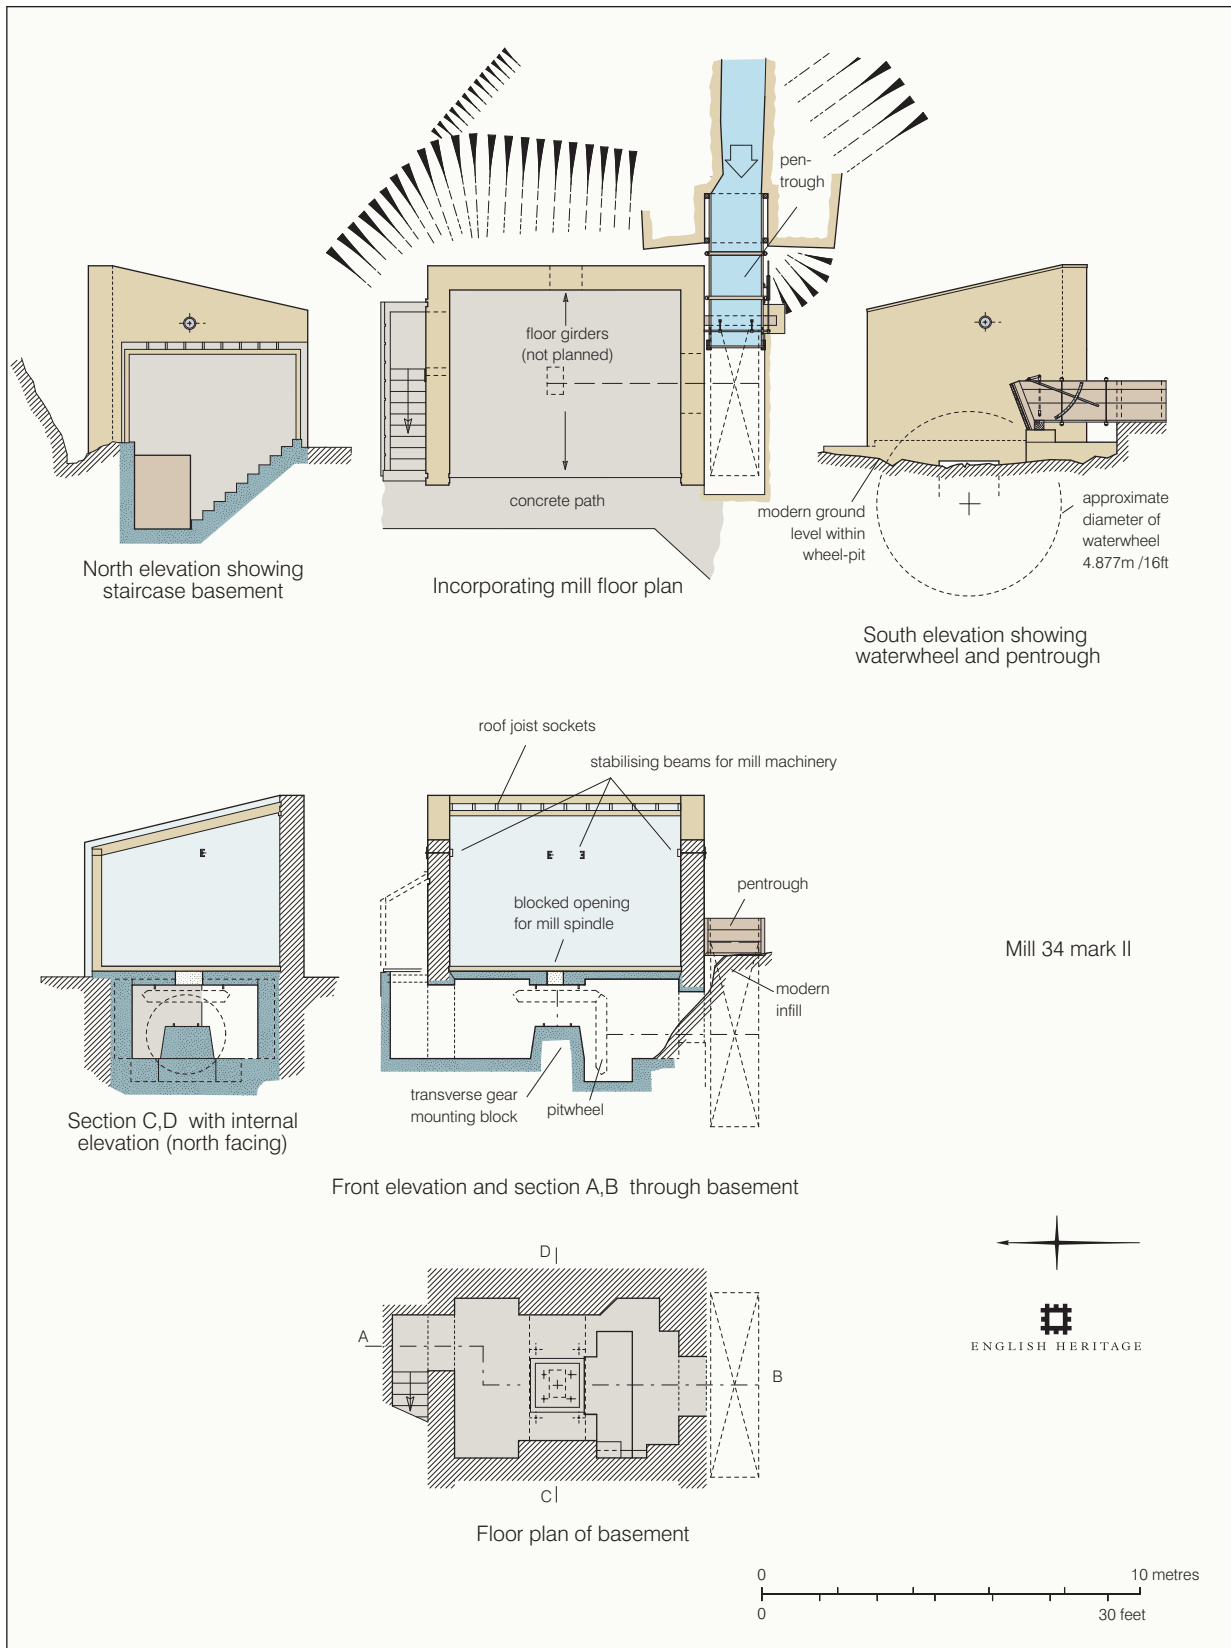 pen-
trough
floor girders
(not planned)
concrete path
modern ground
level within
wheel-pit
approximate
diameter of
waterwheel
4.877m /16ft
North elevation showing
staircase basement
Incorporating mill floor plan
South elevation showing
waterwheel and pentrough
roof joist sockets
stabilising beams for mill machinery
blocked opening
for mill spindle
pentrough
Mill 34 mark II
modern
infill
transverse gear
mounting block
pitwheel
Section C,D with internal
elevation (north facing)
Front elevation and section A,B through basement
D
A
B
C
ENGLISH HERITAGE
Floor plan of basement
0
10 metres
0
30 feet